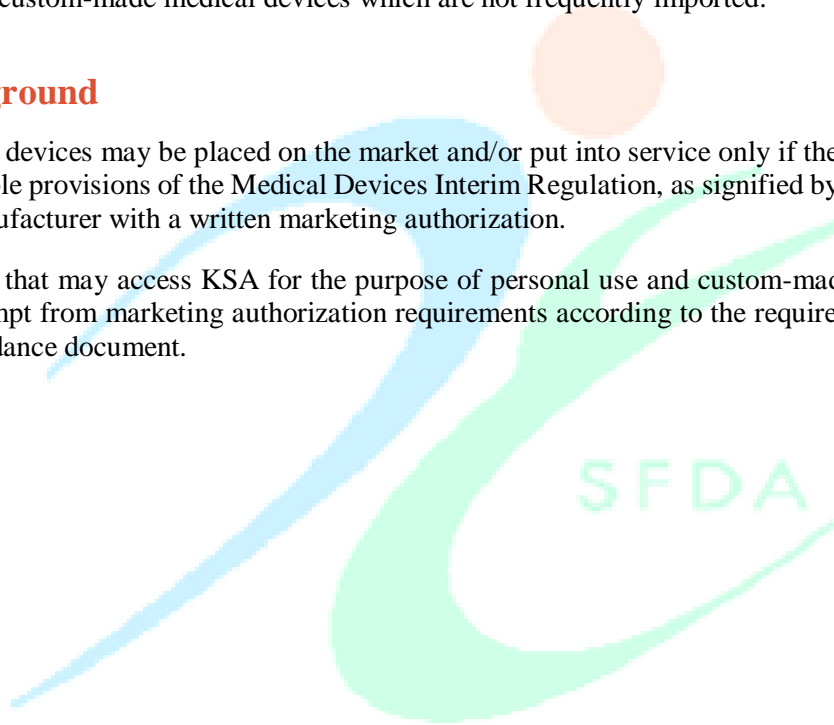 custom-made medical devices which are not frequently imported.
ground
devices may be placed on the market and/or put into service only if the
ple provisions of the Medical Devices Interim Regulation, as signified by
ufacturer with a written marketing authorization.
that may access KSA for the purpose of personal use and custom-mad
mpt from marketing authorization requirements according to the require
dance document.
SFDA